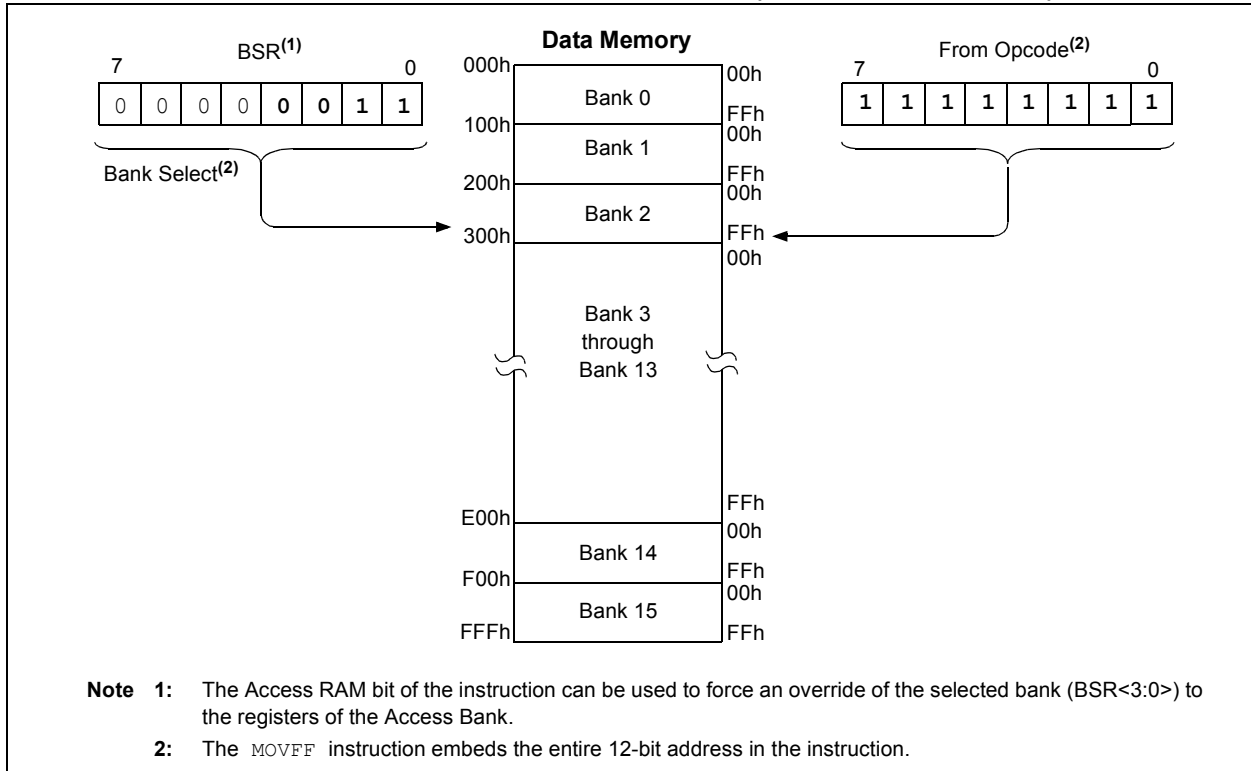 BSR(1)
7 0
0 0 0 0 0 0 1 1
Bank Select(2)
Data Memory
000h
100h
200h
300h
E00h
F00h
FFFh
Bank 0
Bank 1
Bank 2
Bank 3
through
Bank 13
Bank 14
Bank 15
00h
FFh
00h
FFh
00h
FFh
00h
FFh
00h
FFh
00h
FFh
From Opcode(2)
7 0
1 1 1 1 1 1 1 1
Note 1: The Access RAM bit of the instruction can be used to force an override of the selected bank (BSR<3:0>) to
the registers of the Access Bank.
2: The MOVFF instruction embeds the entire 12-bit address in the instruction.